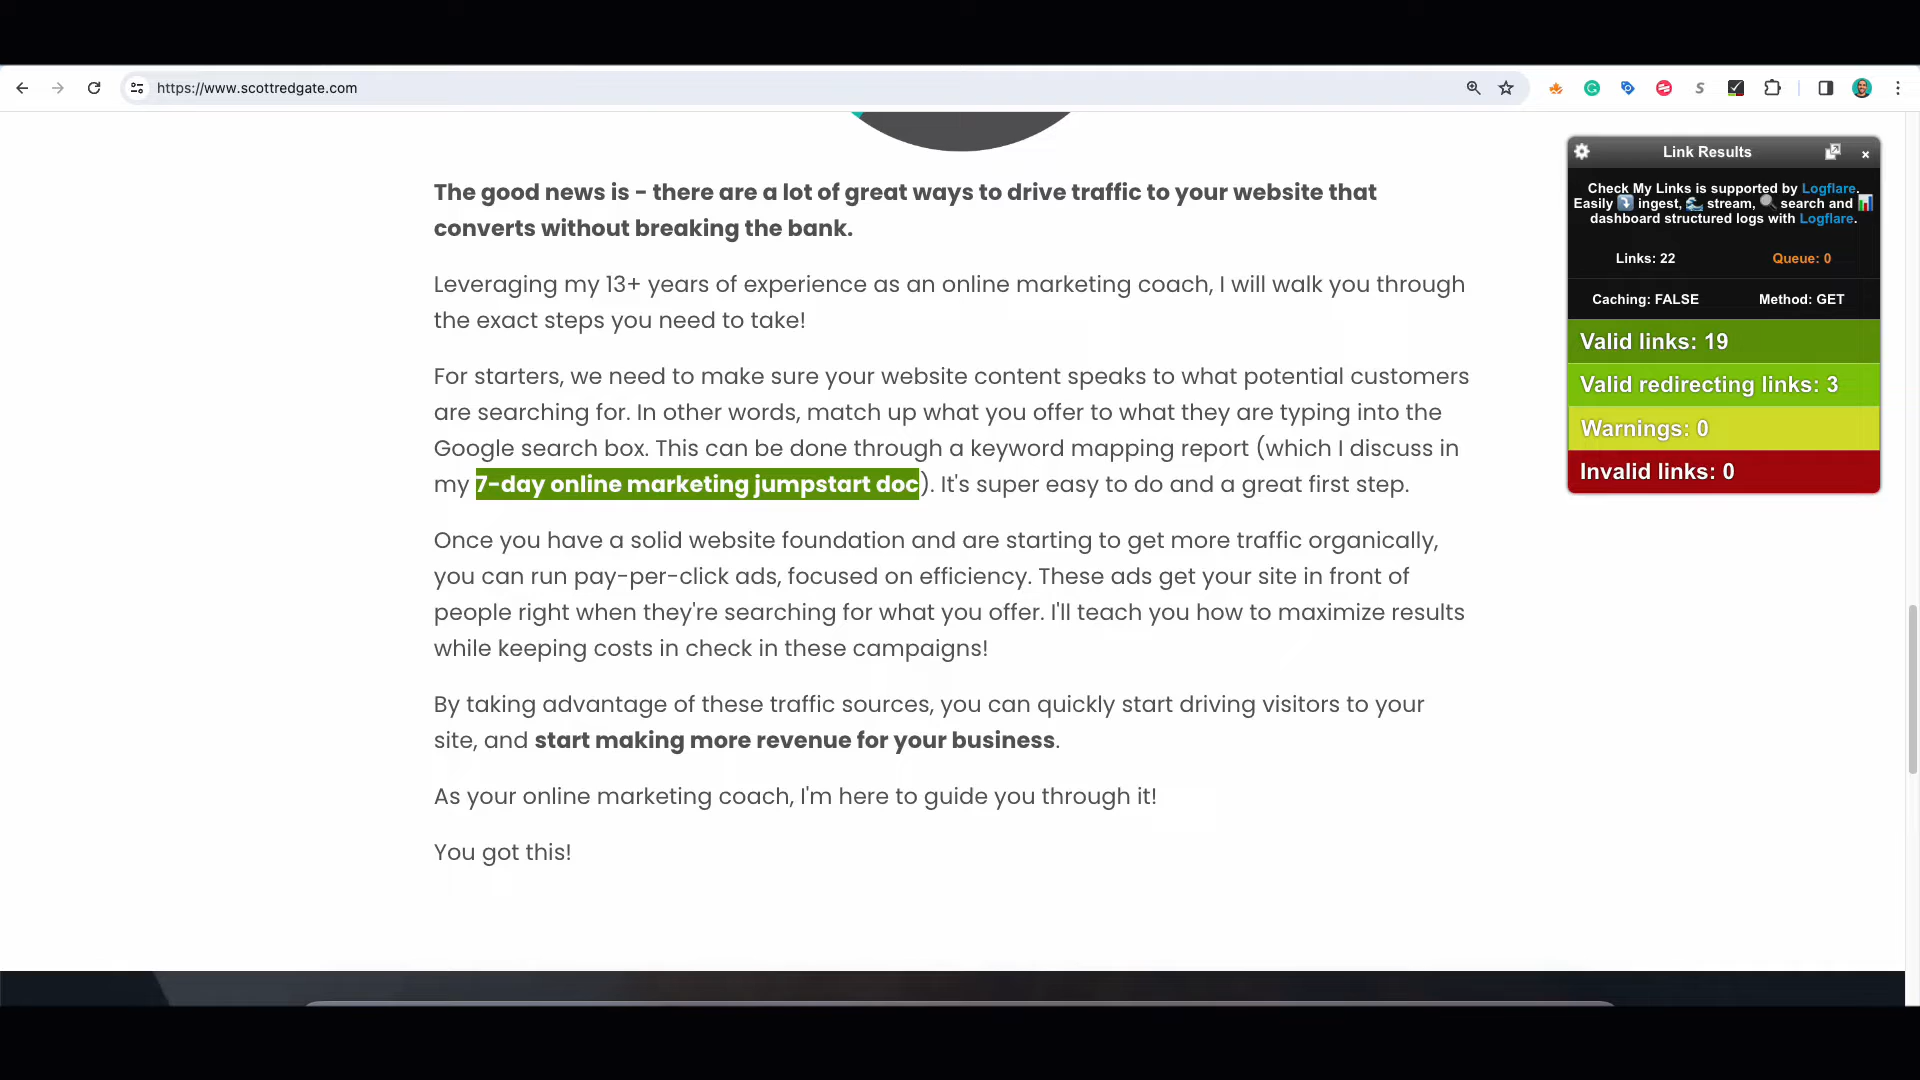 https://www.scottredgate.com
Link Results
×
Check My Links is supported by Logflare.
Easily ingest, stream, search and
dashboard structured logs with Logflare.
Links: 22
Queue: 0
Caching: FALSE
Method: GET
Valid links: 19
Valid redirecting links: 3
Warnings: 0
Invalid links: 0
The good news is - there are a lot of great ways to drive traffic to your website that
converts without breaking the bank.
Leveraging my 13+ years of experience as an online marketing coach, I will walk you through
the exact steps you need to take!
For starters, we need to make sure your website content speaks to what potential customers
are searching for. In other words, match up what you offer to what they are typing into the
Google search box. This can be done through a keyword mapping report (which I discuss in
my 7-day online marketing jumpstart doc). It's super easy to do and a great first step.
Once you have a solid website foundation and are starting to get more traffic organically,
you can run pay-per-click ads, focused on efficiency. These ads get your site in front of
people right when they're searching for what you offer. I'll teach you how to maximize results
while keeping costs in check in these campaigns!
By taking advantage of these traffic sources, you can quickly start driving visitors to your
site, and start making more revenue for your business.
As your online marketing coach, I'm here to guide you through it!
You got this!